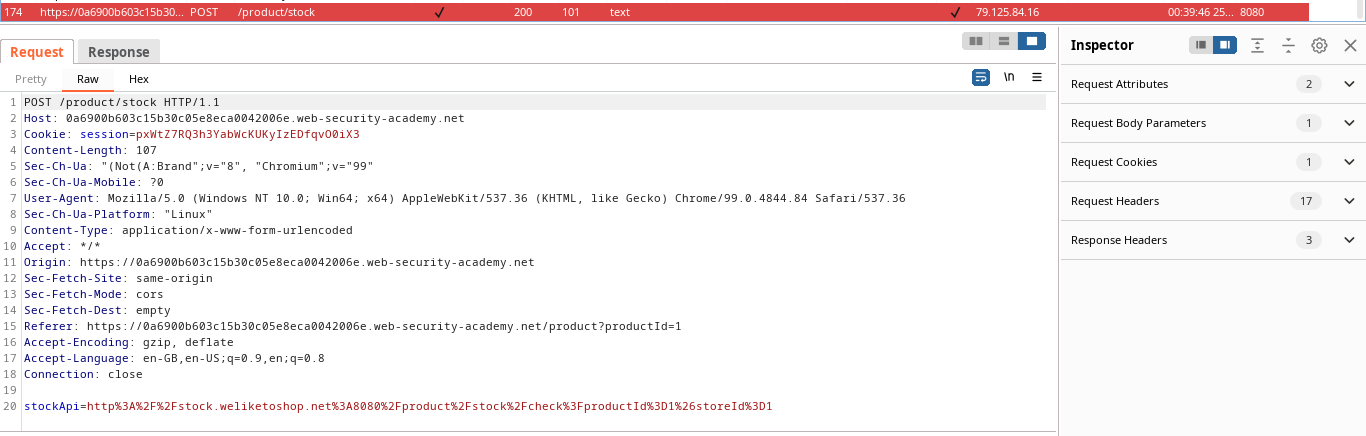 174 https://0a6900b603c15b30... POST /product/stock ✓ 200 101 text ✓ 79.125.84.16 00:39:46 25... 8080
Request Response
Pretty Raw Hex \n
1 POST /product/stock HTTP/1.1
2 Host: 0a6900b603c15b30c05e8eca0042006e.web-security-academy.net
3 Cookie: session=pxWtZ7RQ3h3YabWcKUKyIzEDfqvO0iX3
4 Content-Length: 107
5 Sec-Ch-Ua: "(Not(A:Brand";v="8", "Chromium";v="99"
6 Sec-Ch-Ua-Mobile: ?0
7 User-Agent: Mozilla/5.0 (Windows NT 10.0; Win64; x64) AppleWebKit/537.36 (KHTML, like Gecko) Chrome/99.0.4844.84 Safari/537.36
8 Sec-Ch-Ua-Platform: "Linux"
9 Content-Type: application/x-www-form-urlencoded
10 Accept: */*
11 Origin: https://0a6900b603c15b30c05e8eca0042006e.web-security-academy.net
12 Sec-Fetch-Site: same-origin
13 Sec-Fetch-Mode: cors
14 Sec-Fetch-Dest: empty
15 Referer: https://0a6900b603c15b30c05e8eca0042006e.web-security-academy.net/product?productId=1
16 Accept-Encoding: gzip, deflate
17 Accept-Language: en-GB,en-US;q=0.9,en;q=0.8
18 Connection: close
19
20 stockApi=http%3A%2F%2Fstock.weliketoshop.net%3A8080%2Fproduct%2Fstock%2Fcheck%3FproductId%3D1%26storeId%3D1
Inspector
Request Attributes 2
Request Body Parameters 1
Request Cookies 1
Request Headers 17
Response Headers 3